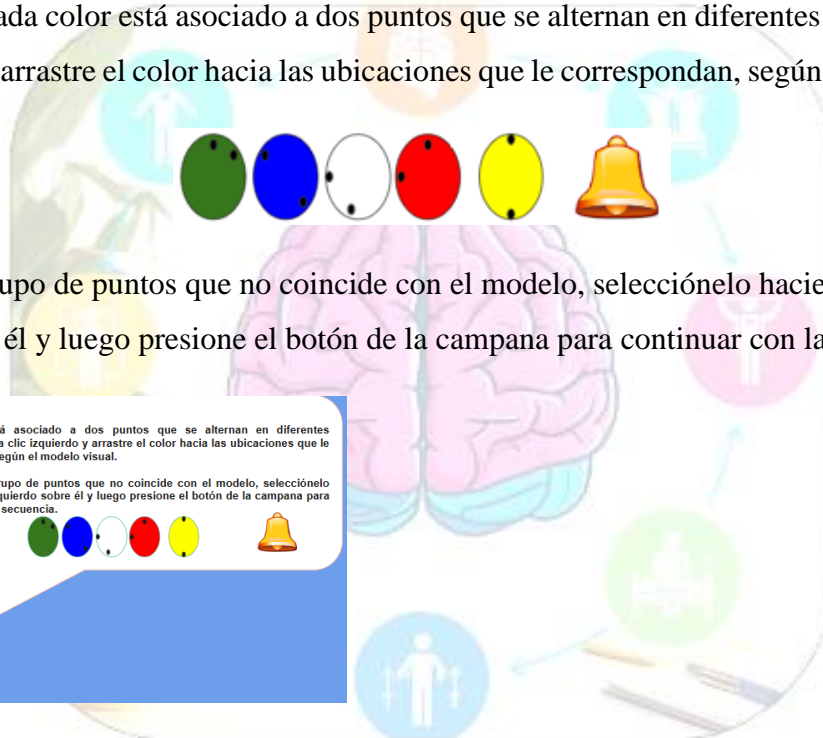 ada color está asociado a dos puntos que se alternan en diferentes
arrastre el color hacia las ubicaciones que le correspondan, según
upo de puntos que no coincide con el modelo, selecciónelo hacie
él y luego presione el botón de la campana para continuar con la
á asociado a dos puntos que se alternan en diferentes
a clic izquierdo y arrastre el color hacia las ubicaciones que le
egún el modelo visual.
rupo de puntos que no coincide con el modelo, selecciónelo
quierdo sobre él y luego presione el botón de la campana para
secuencia.